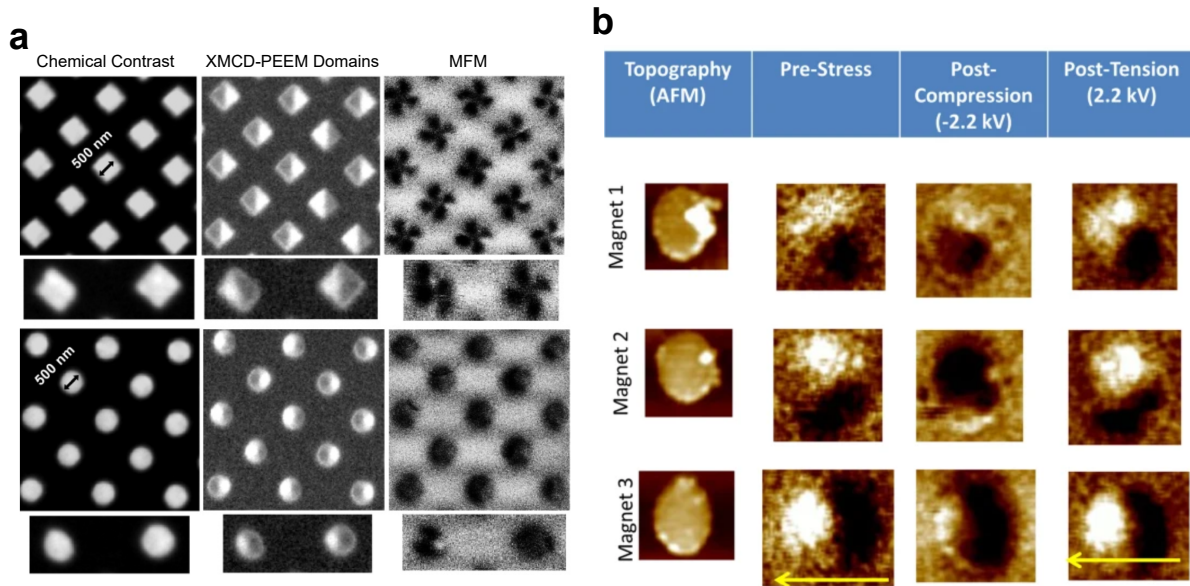 a
Chemical Contrast
XMCD-PEEM Domains
MFM
500 nm
500 nm
b
Topography
(AFM)
Pre-Stress
Post-
Compression
(-2.2 kV)
Post-Tension
(2.2 kV)
Magnet 1
Magnet 2
Magnet 3